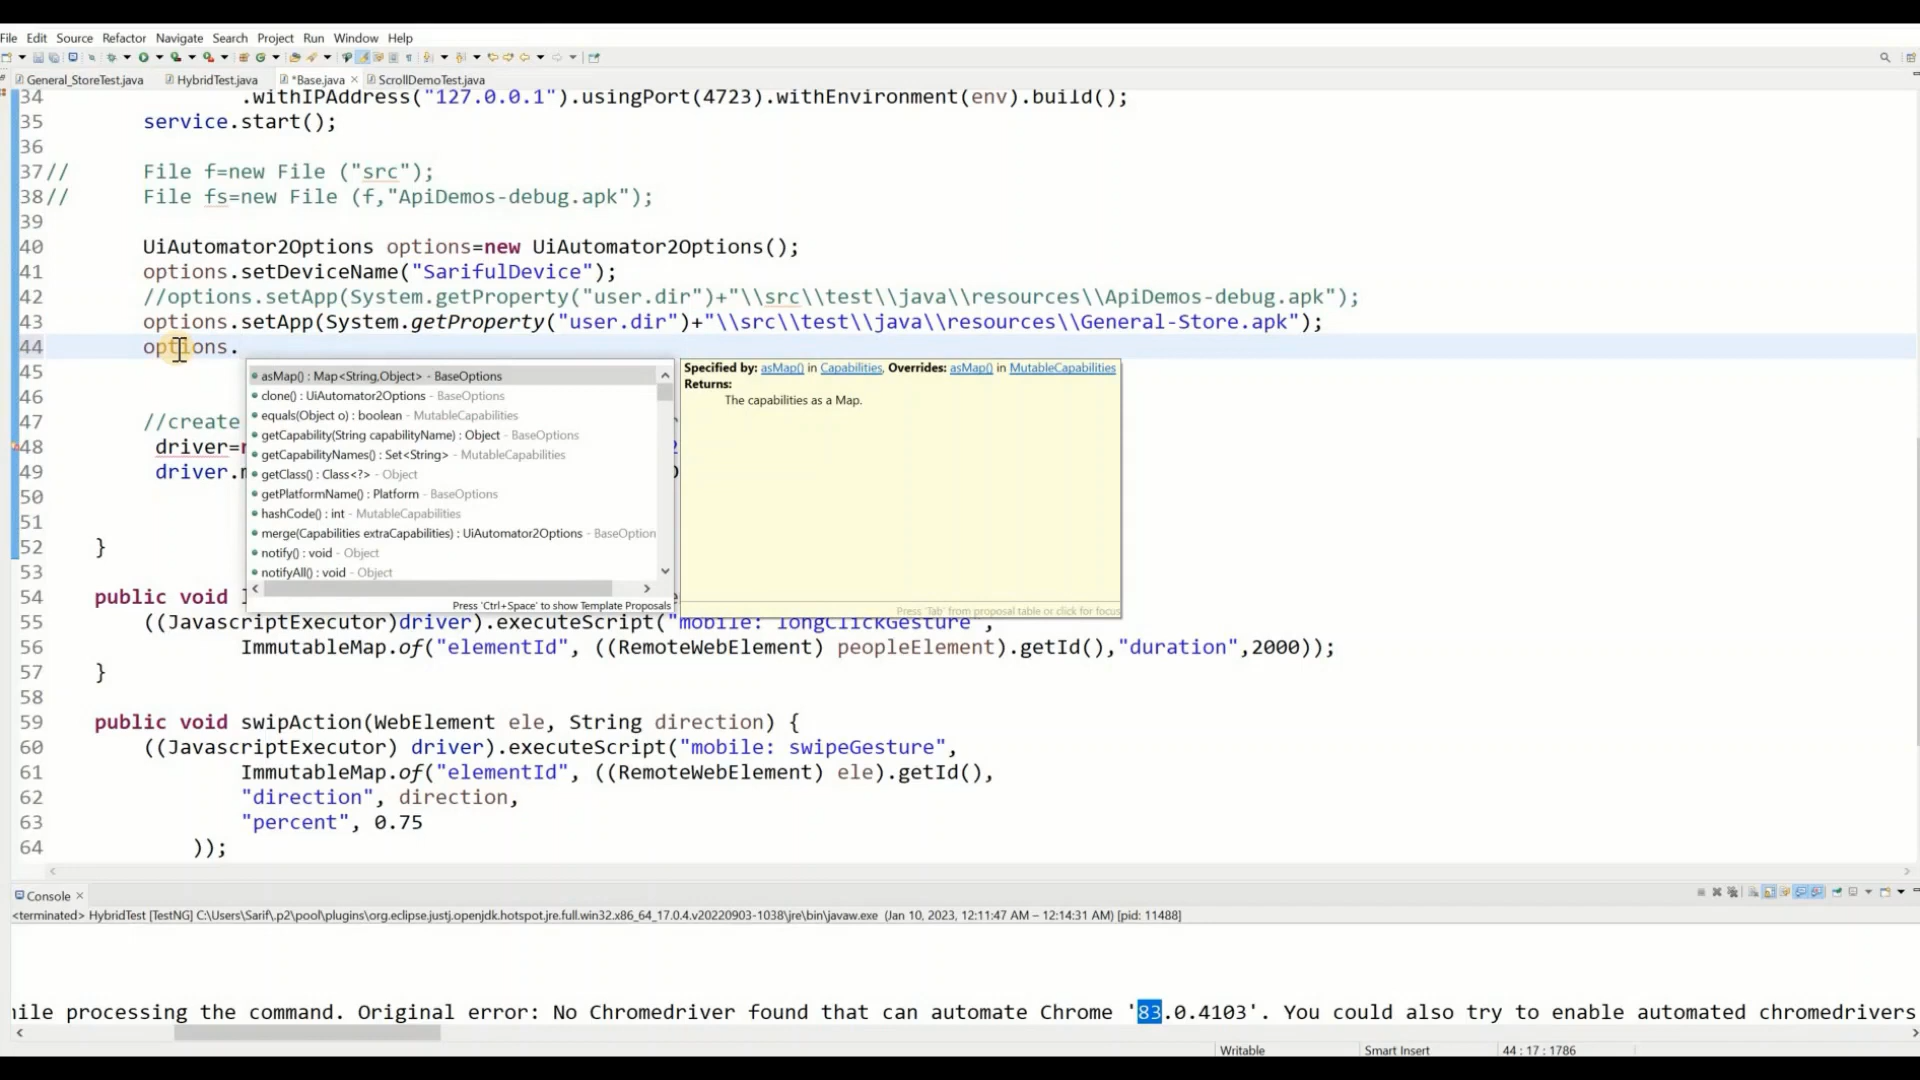 File Edit Source Refactor Navigate Search Project Run Window Help
General_StoreTest.java HybridTest.java *Base.java ScrollDemoTest.java
34 .withIPAddress("127.0.0.1").usingPort(4723).withEnvironment(env).build();
35 service.start();
36
37// File f=new File ("src");
38// File fs=new File (f,"ApiDemos-debug.apk");
39
40 UiAutomator2Options options=new UiAutomator2Options();
41 options.setDeviceName("SarifulDevice");
42 //options.setApp(System.getProperty("user.dir")+"\\src\\test\\java\\resources\\ApiDemos-debug.apk");
43 options.setApp(System.getProperty("user.dir")+"\\src\\test\\java\\resources\\General-Store.apk");
44 options.
45
46
47 //create
48 driver=
49 driver.
50
51
52 }
53
54 public void
55 ((JavascriptExecutor)driver).executeScript("mobile: longClickGesture",
56 ImmutableMap.of("elementId", ((RemoteWebElement) peopleElement).getId(),"duration",2000));
57 }
58
59 public void swipAction(WebElement ele, String direction) {
60 ((JavascriptExecutor) driver).executeScript("mobile: swipeGesture",
61 ImmutableMap.of("elementId", ((RemoteWebElement) ele).getId(),
62 "direction", direction,
63 "percent", 0.75
64 ));
asMap() : Map<String,Object> - BaseOptions
clone() : UiAutomator2Options - BaseOptions
equals(Object o) : boolean - MutableCapabilities
getCapability(String capabilityName) : Object - BaseOptions
getCapabilityNames() : Set<String> - MutableCapabilities
getClass() : Class<?> - Object
getPlatformName() : Platform - BaseOptions
hashCode() : int - MutableCapabilities
merge(Capabilities extraCapabilities) : UiAutomator2Options - BaseOption
notify() : void - Object
notifyAll() : void - Object
Press 'Ctrl+Space' to show Template Proposals
Specified by: asMap() in Capabilities, Overrides: asMap() in MutableCapabilities
Returns:
The capabilities as a Map.
Press 'Tab' from proposal table or click for focus
Console
<terminated> HybridTest [TestNG] C:\Users\Sarif\.p2\pool\plugins\org.eclipse.justj.openjdk.hotspot.jre.full.win32.x86_64_17.0.4.v20220903-1038\jre\bin\javaw.exe (Jan 10, 2023, 12:11:47 AM – 12:14:31 AM) [pid: 11488]
processing the command. Original error: No Chromedriver found that can automate Chrome '83.0.4103'. You could also try to enable automated chromedrivers
Writable Smart Insert 44 : 17 : 1786